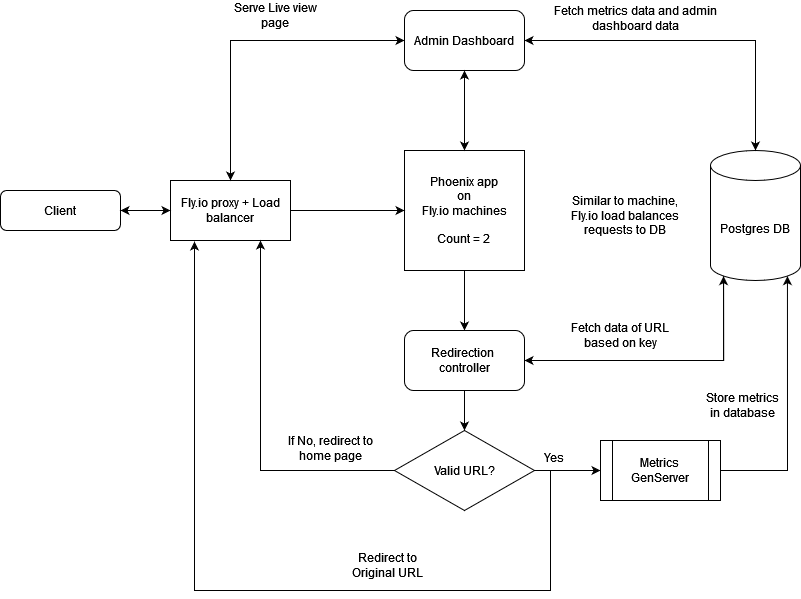 Serve Live view
page
Fetch metrics data and admin
dashboard data
Admin Dashboard
Client
Fly.io proxy + Load
balancer
Phoenix app
on
Fly.io machines
Count = 2
Similar to machine,
Fly.io load balances
requests to DB
Postgres DB
Redirection
controller
Fetch data of URL
based on key
Store metrics
in database
If No, redirect to
home page
Valid URL?
Yes
Metrics
GenServer
Redirect to
Original URL